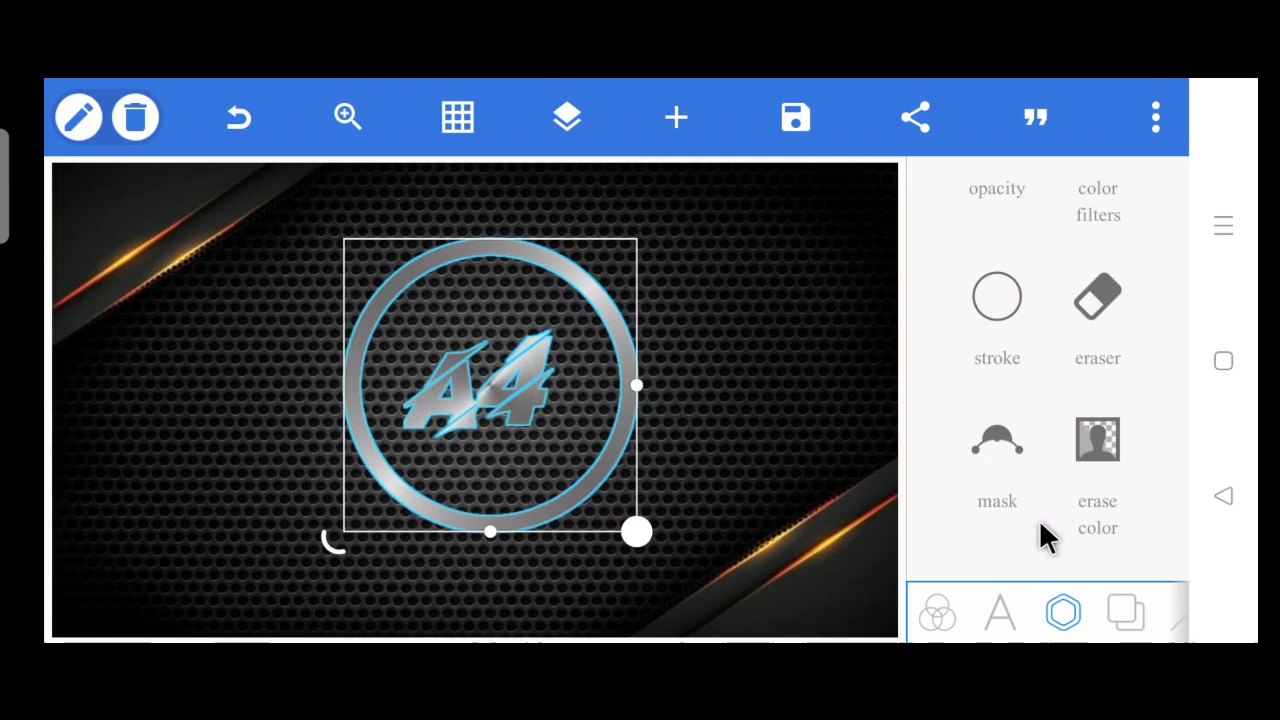 opacity
color
filters
A4
stroke
eraser
mask
erase
color